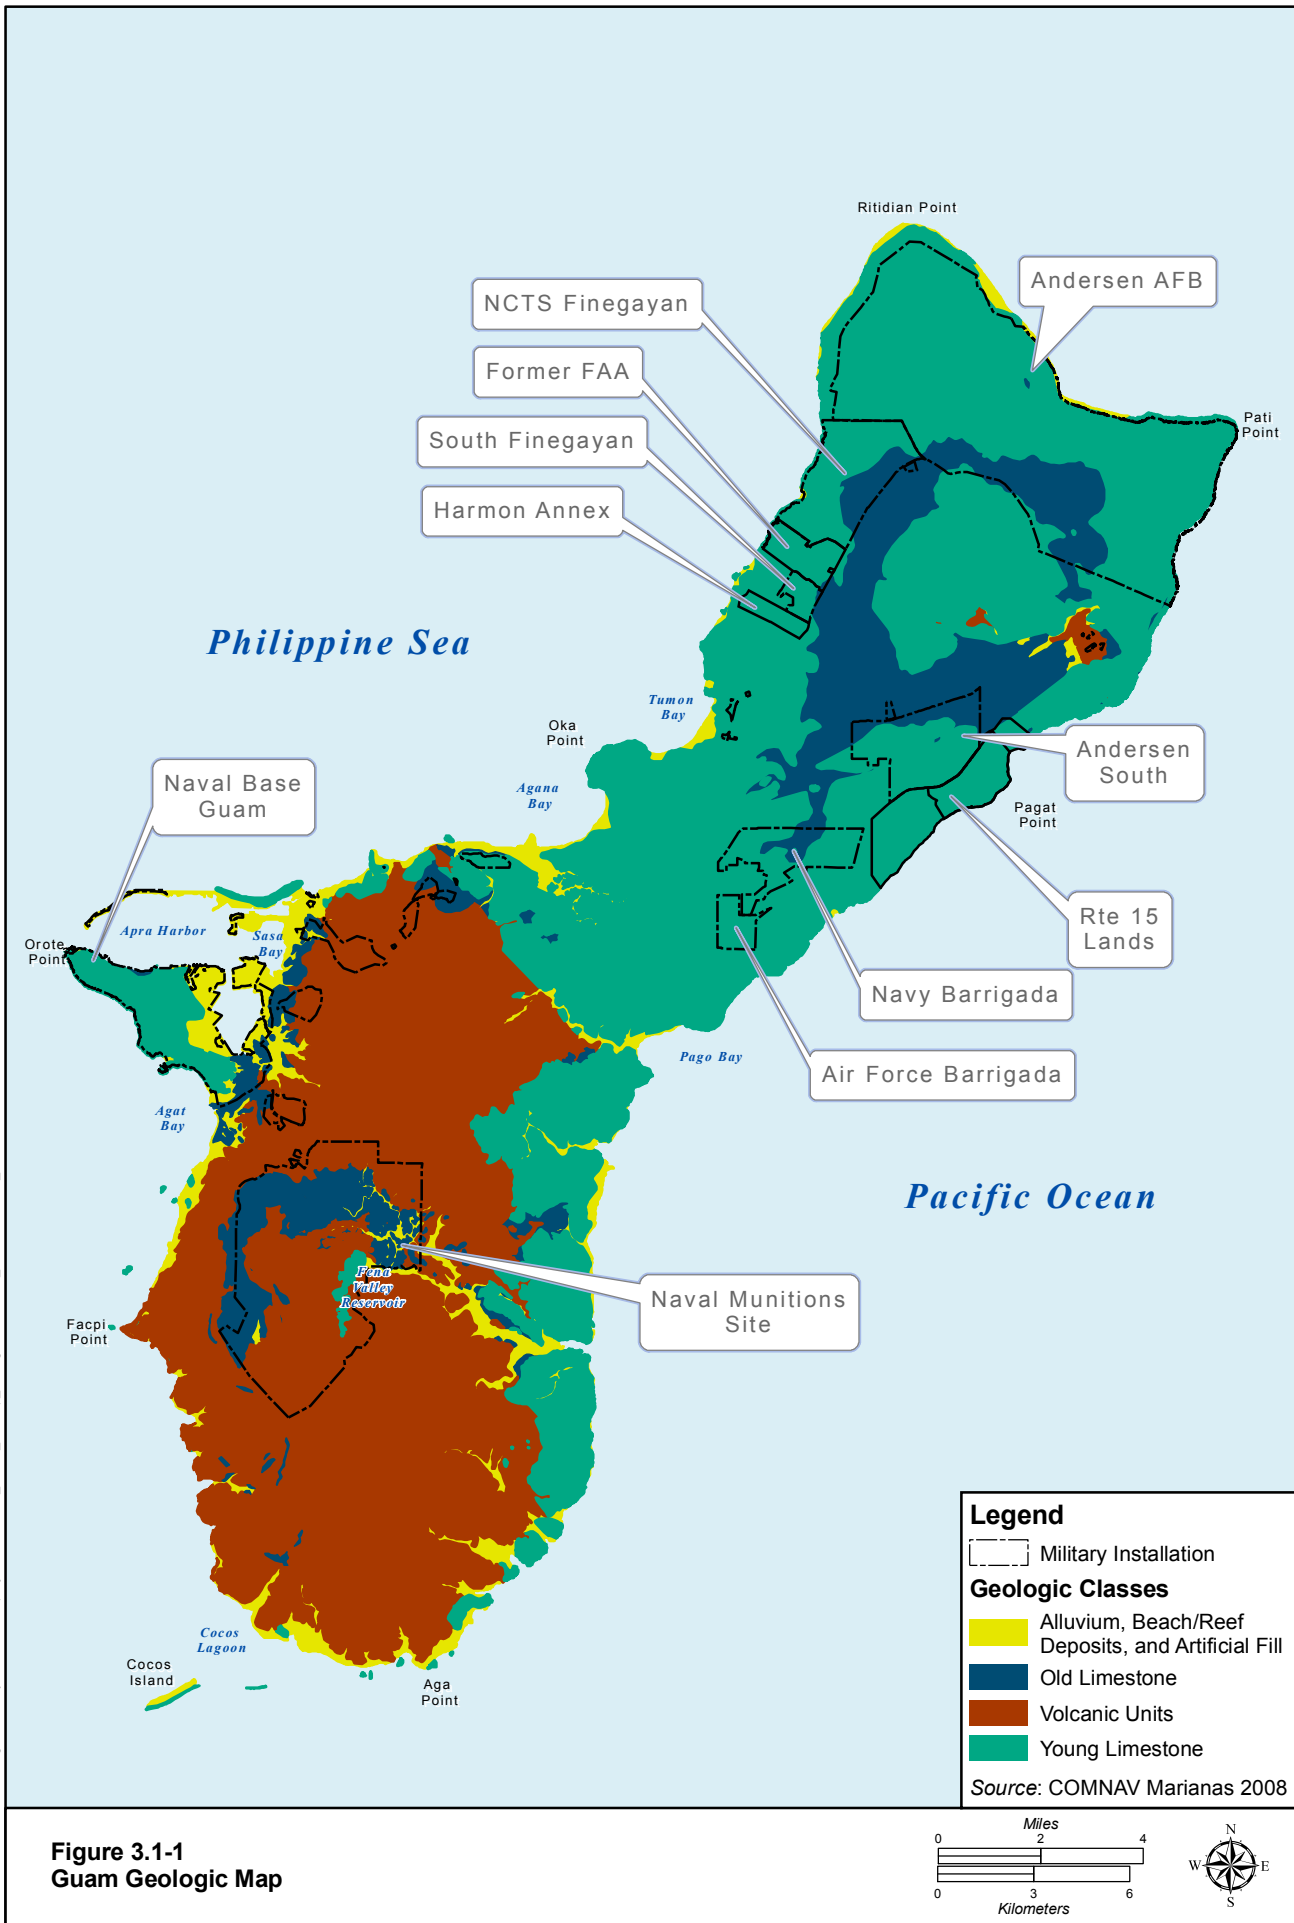 Ritidian Point
Andersen AFB
NCTS Finegayan
Former FAA
South Finegayan
Harmon Annex
Pati
Point
Philippine Sea
Tumon
Bay
Oka
Point
Andersen
South
Naval Base
Guam
Agana
Bay
Pagat
Point
Rte 15
Lands
Apra Harbor
Sasa
Bay
Orote
Point
Navy Barrigada
Pago Bay
Air Force Barrigada
Agat
Bay
Pacific Ocean
Fena
Valley
Reservoir
Naval Munitions
Site
Facpi
Point
Cocos
Lagoon
Cocos
Island
Aga
Point
Legend
Military Installation
Geologic Classes
Alluvium, Beach/Reef
Deposits, and Artificial Fill
Old Limestone
Volcanic Units
Young Limestone
Source: COMNAV Marianas 2008
Figure 3.1-1
Guam Geologic Map
Miles
0 2 4
0 3 6
Kilometers
N
W E
S